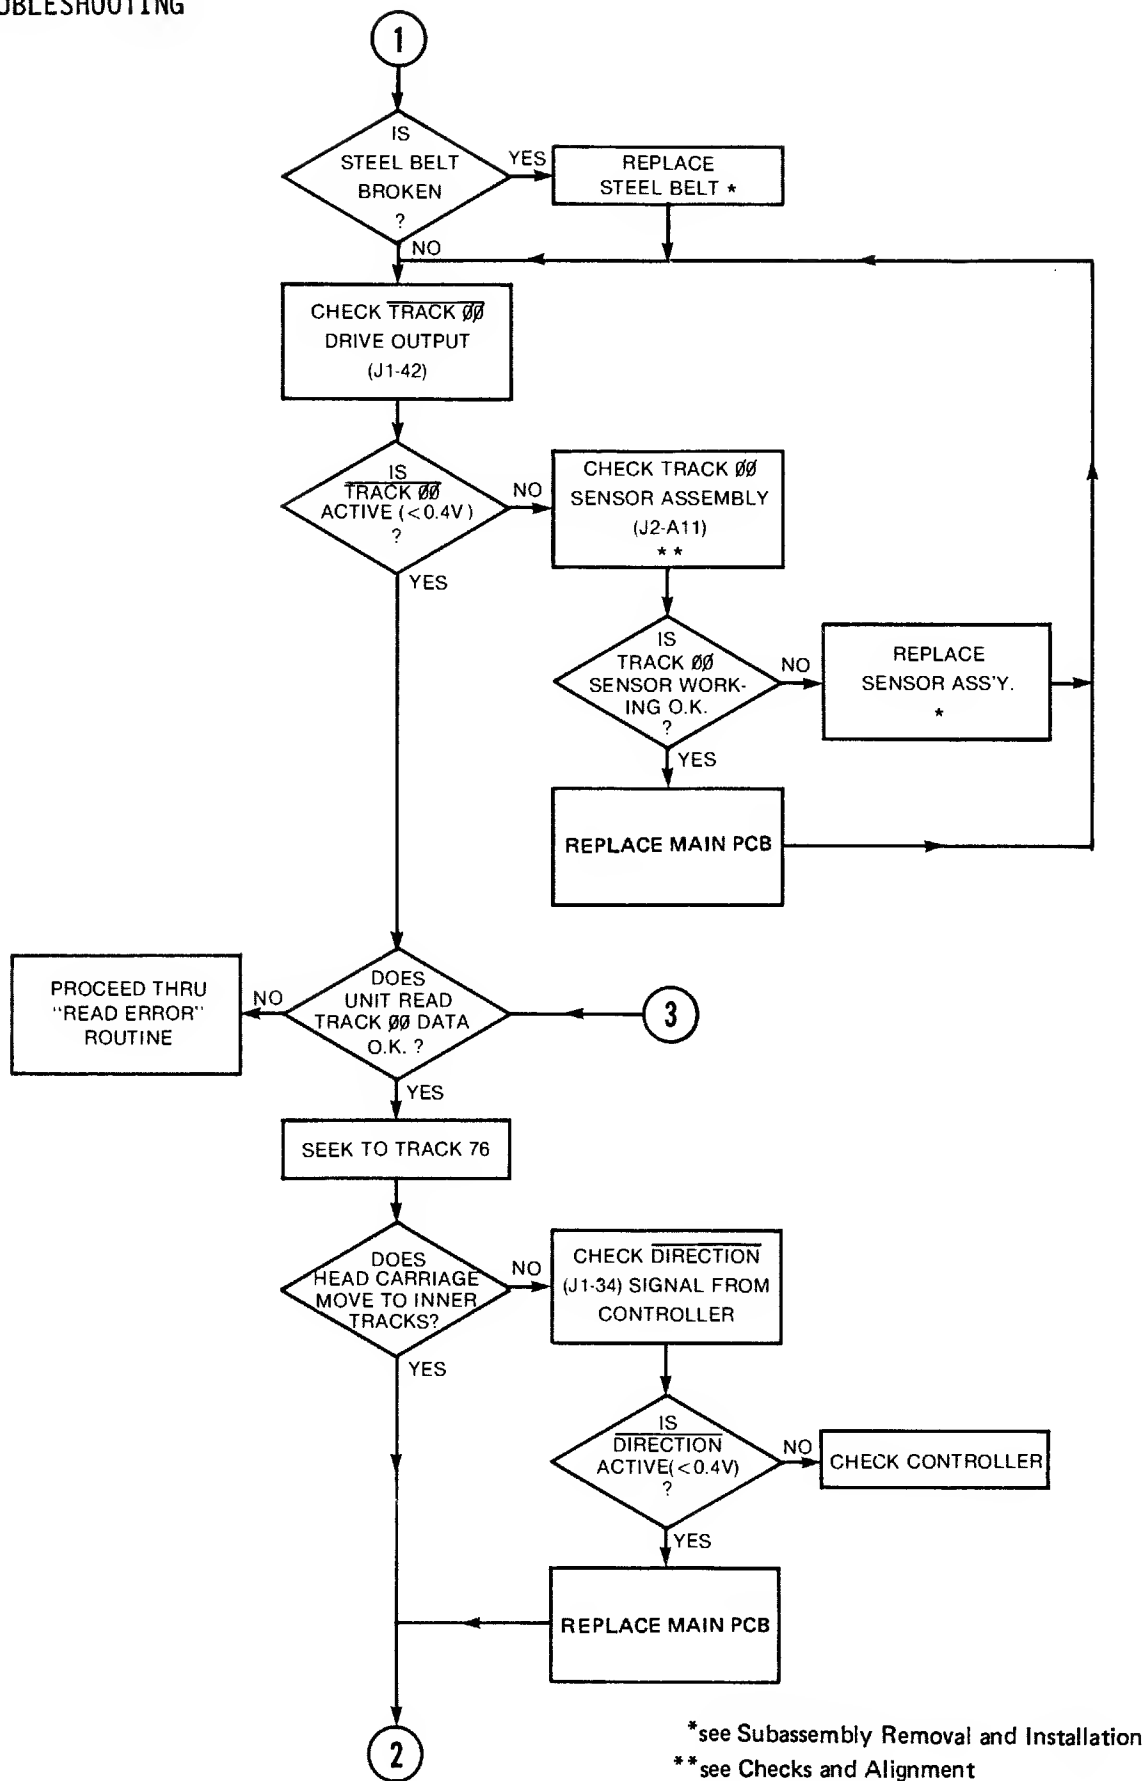 TROUBLESHOOTING
1
IS
STEEL BELT
BROKEN
?
YES
REPLACE
STEEL BELT *
NO
CHECK TRACK ØØ
DRIVE OUTPUT
(J1-42)
IS
TRACK ØØ
ACTIVE (<0.4V)
?
NO
CHECK TRACK ØØ
SENSOR ASSEMBLY
(J2-A11)
* *
YES
IS
TRACK ØØ
SENSOR WORK-
ING O.K.
?
NO
REPLACE
SENSOR ASS'Y.
*
YES
REPLACE MAIN PCB
DOES
UNIT READ
TRACK ØØ DATA
O.K. ?
NO
PROCEED THRU
"READ ERROR"
ROUTINE
3
YES
SEEK TO TRACK 76
DOES
HEAD CARRIAGE
MOVE TO INNER
TRACKS?
NO
CHECK DIRECTION
(J1-34) SIGNAL FROM
CONTROLLER
YES
IS
DIRECTION
ACTIVE(<0.4V)
?
NO
CHECK CONTROLLER
YES
REPLACE MAIN PCB
2
*see Subassembly Removal and Installation
**see Checks and Alignment